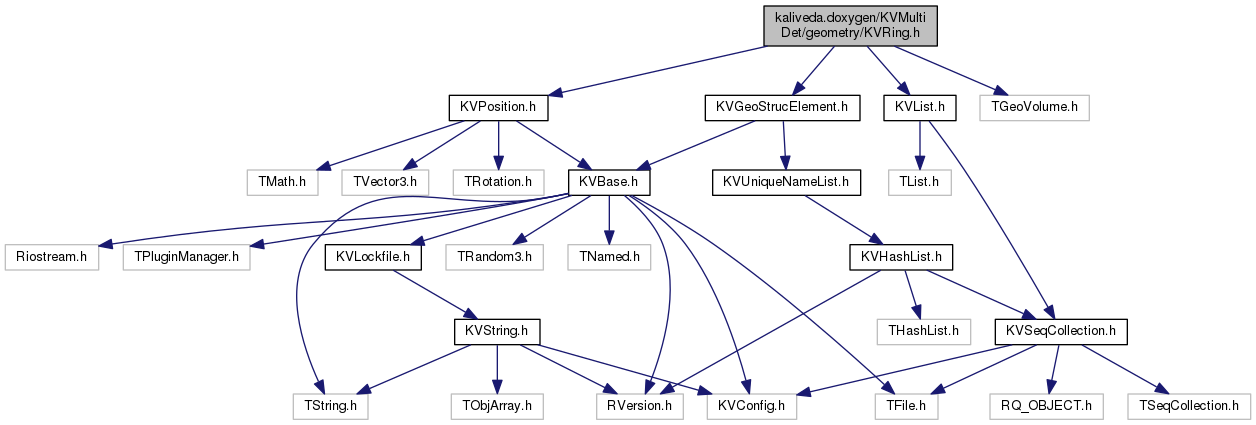 kaliveda.doxygen/KVMulti
Det/geometry/KVRing.h
KVPosition.h
KVGeoStrucElement.h
KVList.h
TGeoVolume.h
TMath.h
TVector3.h
TRotation.h
KVBase.h
KVUniqueNameList.h
TList.h
Riostream.h
TPluginManager.h
KVLockfile.h
TRandom3.h
TNamed.h
KVHashList.h
KVString.h
THashList.h
KVSeqCollection.h
TString.h
TObjArray.h
RVersion.h
KVConfig.h
TFile.h
RQ_OBJECT.h
TSeqCollection.h